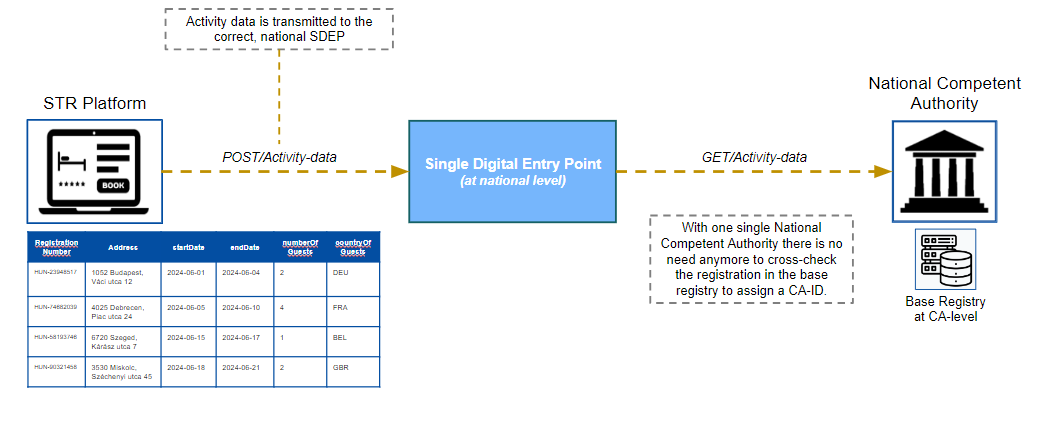 Activity data is transmitted to the
correct, national SDEP
STR Platform
National Competent
Authority
BOOK
POST/Activity-data
Single Digital Entry Point
(at national level)
GET/Activity-data
Registration Number Address startDate endDate numberOf Guests countryOf Guests
HUN-23948517 1052 Budapest, Váci utca 12 2024-06-01 2024-06-04 2 DEU
HUN-74682039 4025 Debrecen, Piac utca 24 2024-06-05 2024-06-10 4 FRA
HUN-58193746 6720 Szeged, Kárász utca 7 2024-06-15 2024-06-17 1 BEL
HUN-90321458 3530 Miskolc, Széchenyi utca 45 2024-06-18 2024-06-21 2 GBR
With one single National
Competent Authority there is no
need anymore to cross-check
the registration in the base
registry to assign a CA-ID.
Base Registry
at CA-level